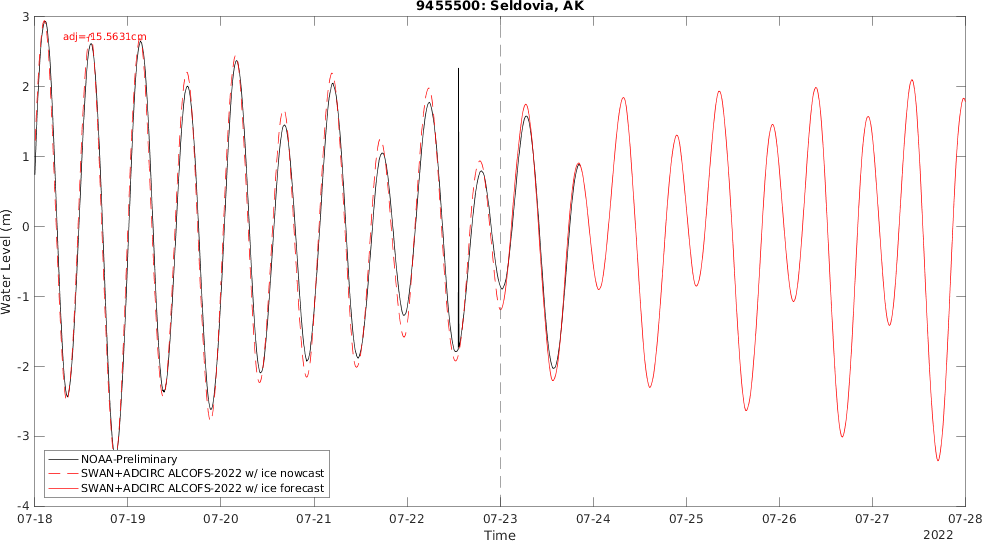 9455500: Seldovia, AK
adj=-15.5631cm
Water Level (m)
3
2
1
0
-1
-2
-3
-4
NOAA-Preliminary
SWAN+ADCIRC ALCOFS-2022 w/ ice nowcast
SWAN+ADCIRC ALCOFS-2022 w/ ice forecast
07-18 07-19 07-20 07-21 07-22 07-23 07-24 07-25 07-26 07-27 07-28
Time
2022